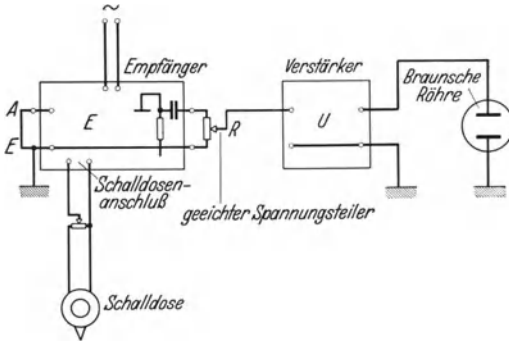 ~
Empfänger
Verstärker
Braunsche
Röhre
A
E
R
U
E
Schalldosen-
anschluß
geeichter Spannungsteiler
Schalldose